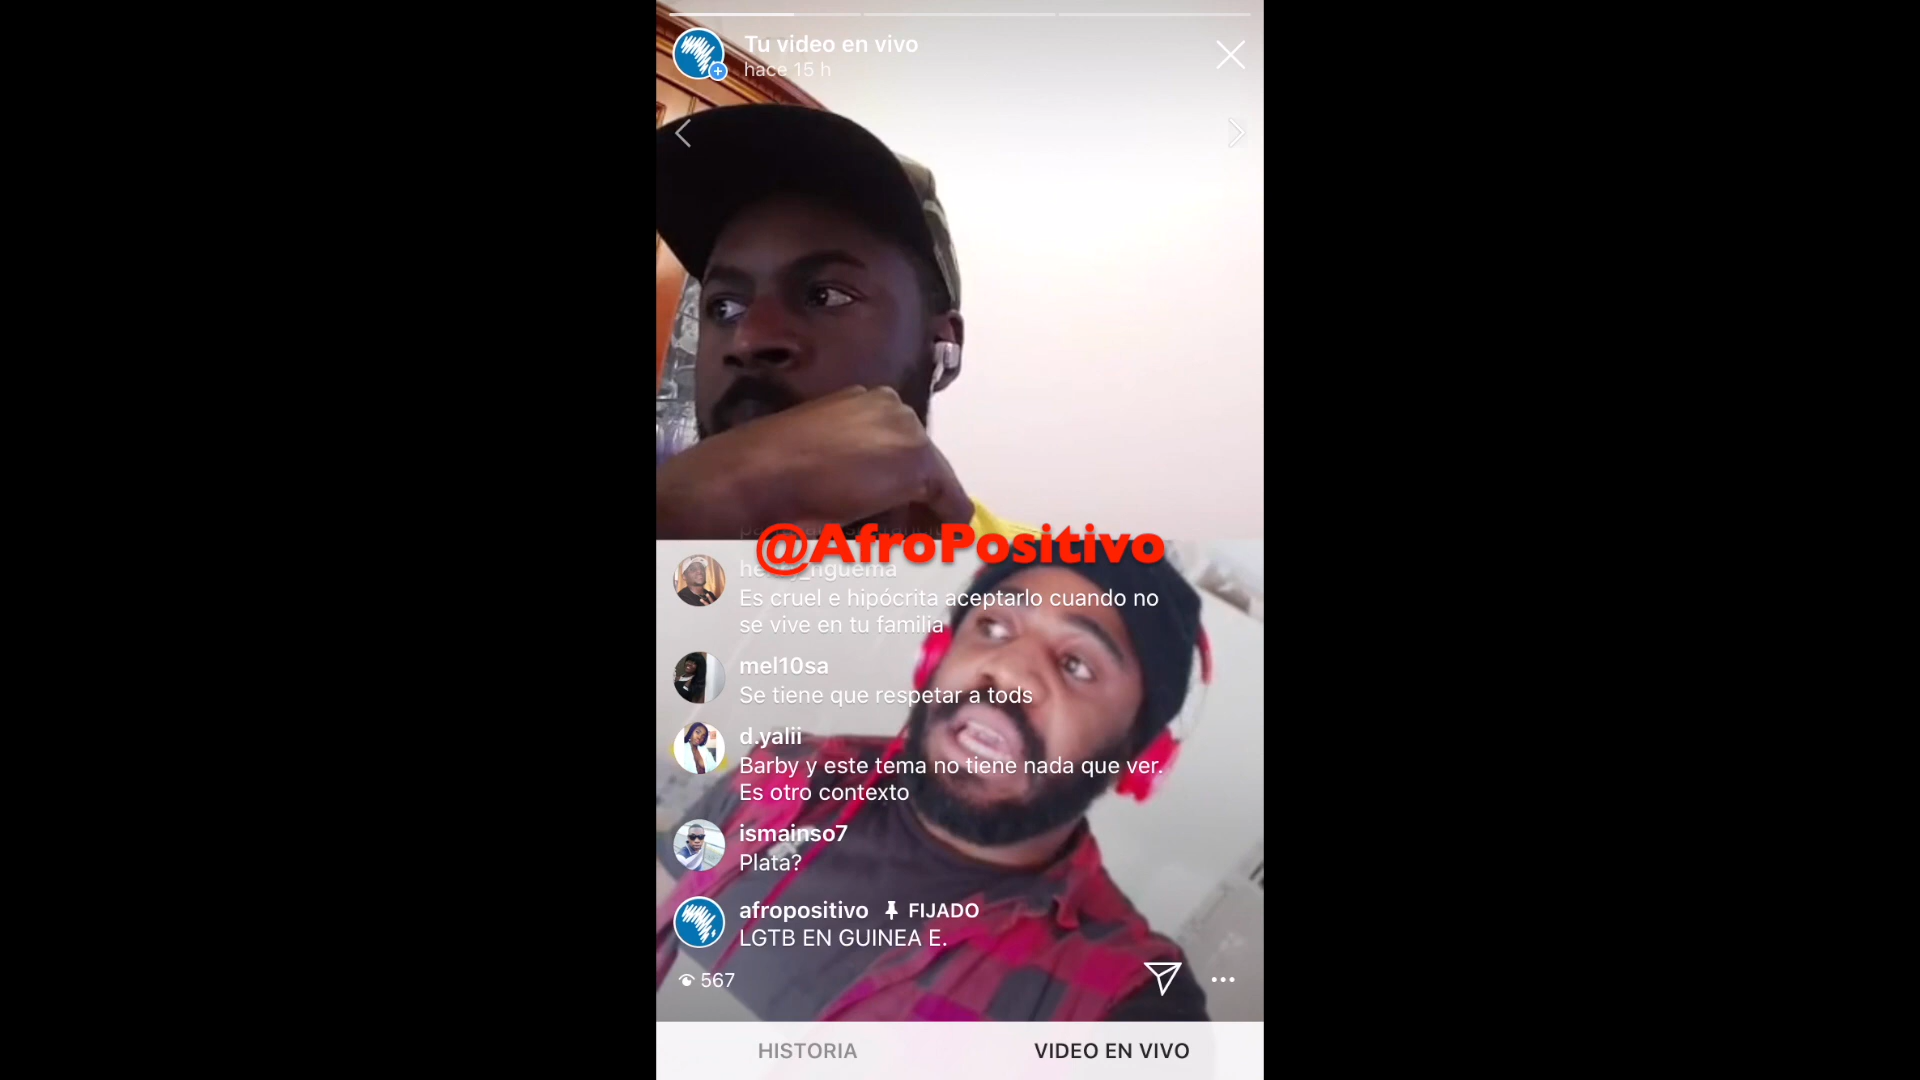 Tu video en vivo
hace 15 h
@AfroPositivo
Es cruel e hipócrita aceptarlo cuando no
se vive en tu familia
mel10sa
Se tiene que respetar a tods
d.yalii
Barby y este tema no tiene nada que ver.
Es otro contexto
ismainso7
Plata?
afropositivo FIJADO
LGTB EN GUINEA E.
567
HISTORIA
VIDEO EN VIVO